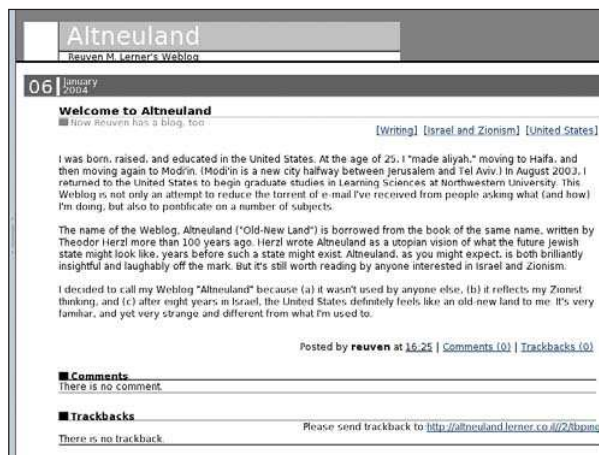 Altneuland
Reuven M. Lerner's Weblog
06 January
2004
Welcome to Altneuland
Now Reuven has a blog, too
[Writing] [Israel and Zionism] [United States]
I was born, raised, and educated in the United States. At the age of 25, I "made aliyah," moving to Haifa, and
then moving again to Modi'in. (Modi'in is a new city halfway between Jerusalem and Tel Aviv.) In August 2003, I
returned to the United States to begin graduate studies in Learning Sciences at Northwestern University. This
Weblog is not only an attempt to reduce the torrent of e-mail I've received from people asking what (and how)
I'm doing, but also to pontificate on a number of subjects.
The name of the Weblog, Altneuland ("Old-New Land") is borrowed from the book of the same name, written by
Theodor Herzl more than 100 years ago. Herzl wrote Altneuland as a utopian vision of what the future Jewish
state might look like, years before such a state might exist. Altneuland, as you might expect, is both brilliantly
insightful and laughably off the mark. But it's still worth reading by anyone interested in Israel and Zionism.
I decided to call my Weblog "Altneuland" because (a) it wasn't used by anyone else, (b) it reflects my Zionist
thinking, and (c) after eight years in Israel, the United States definitely feels like an old-new land to me. It's very
familiar, and yet very strange and different from what I'm used to.
Posted by reuven at 16:25 | Comments (0) | Trackbacks (0)
Comments
There is no comment.
Trackbacks
Please send trackback to http://altneuland.lerner.co.il//2/tbping
There is no trackback.